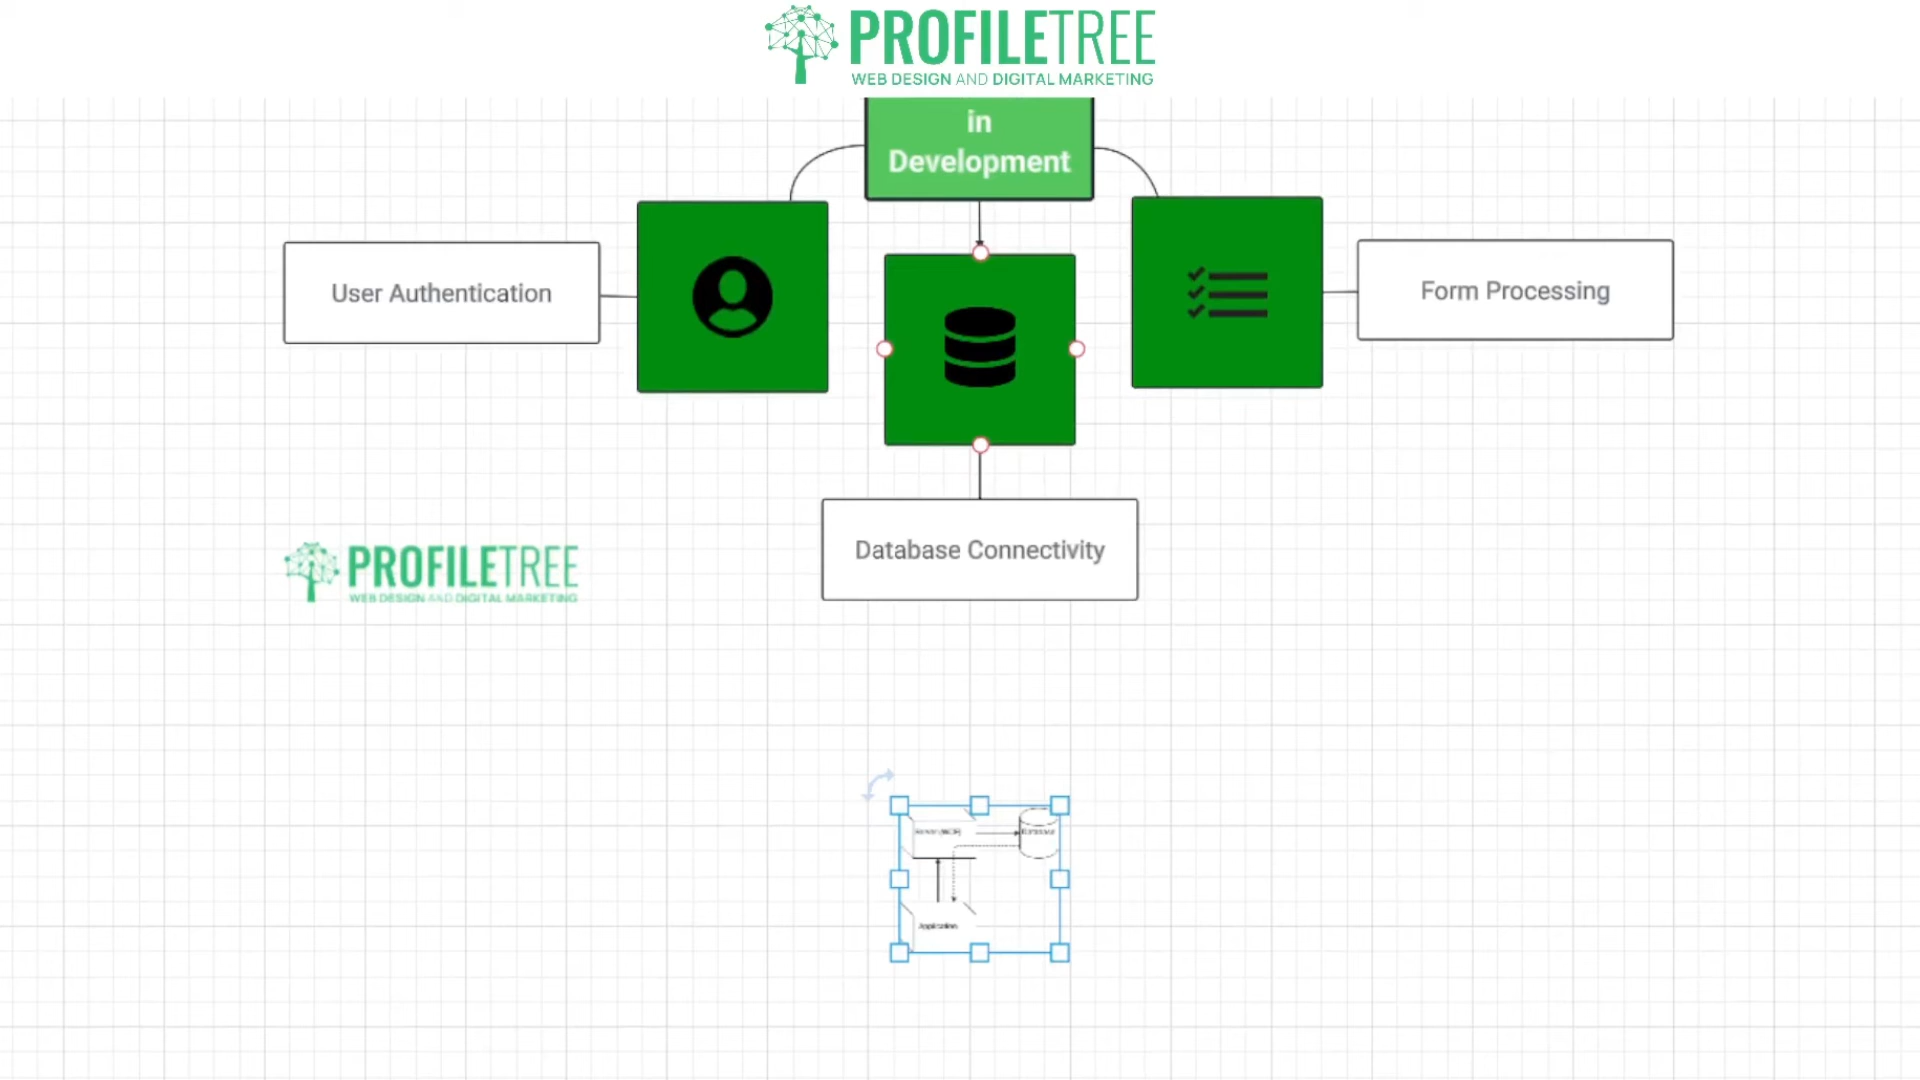 PROFILETREE
WEB DESIGN AND DIGITAL MARKETING
in
Development
User Authentication
Form Processing
Database Connectivity
PROFILETREE
WEB DESIGN AND DIGITAL MARKETING
Application